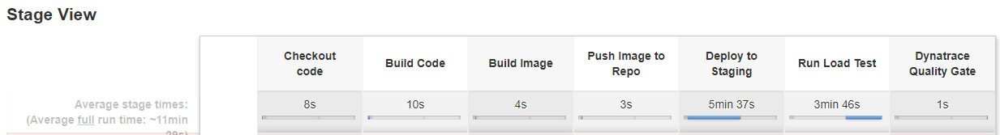 Stage View
Checkout
code
Build Code
Build Image
Push Image to
Repo
Deploy to
Staging
Run Load Test
Dynatrace
Quality Gate
Average stage times:
(Average full run time: ~11min
8s
10s
4s
3s
5min 37s
3min 46s
1s